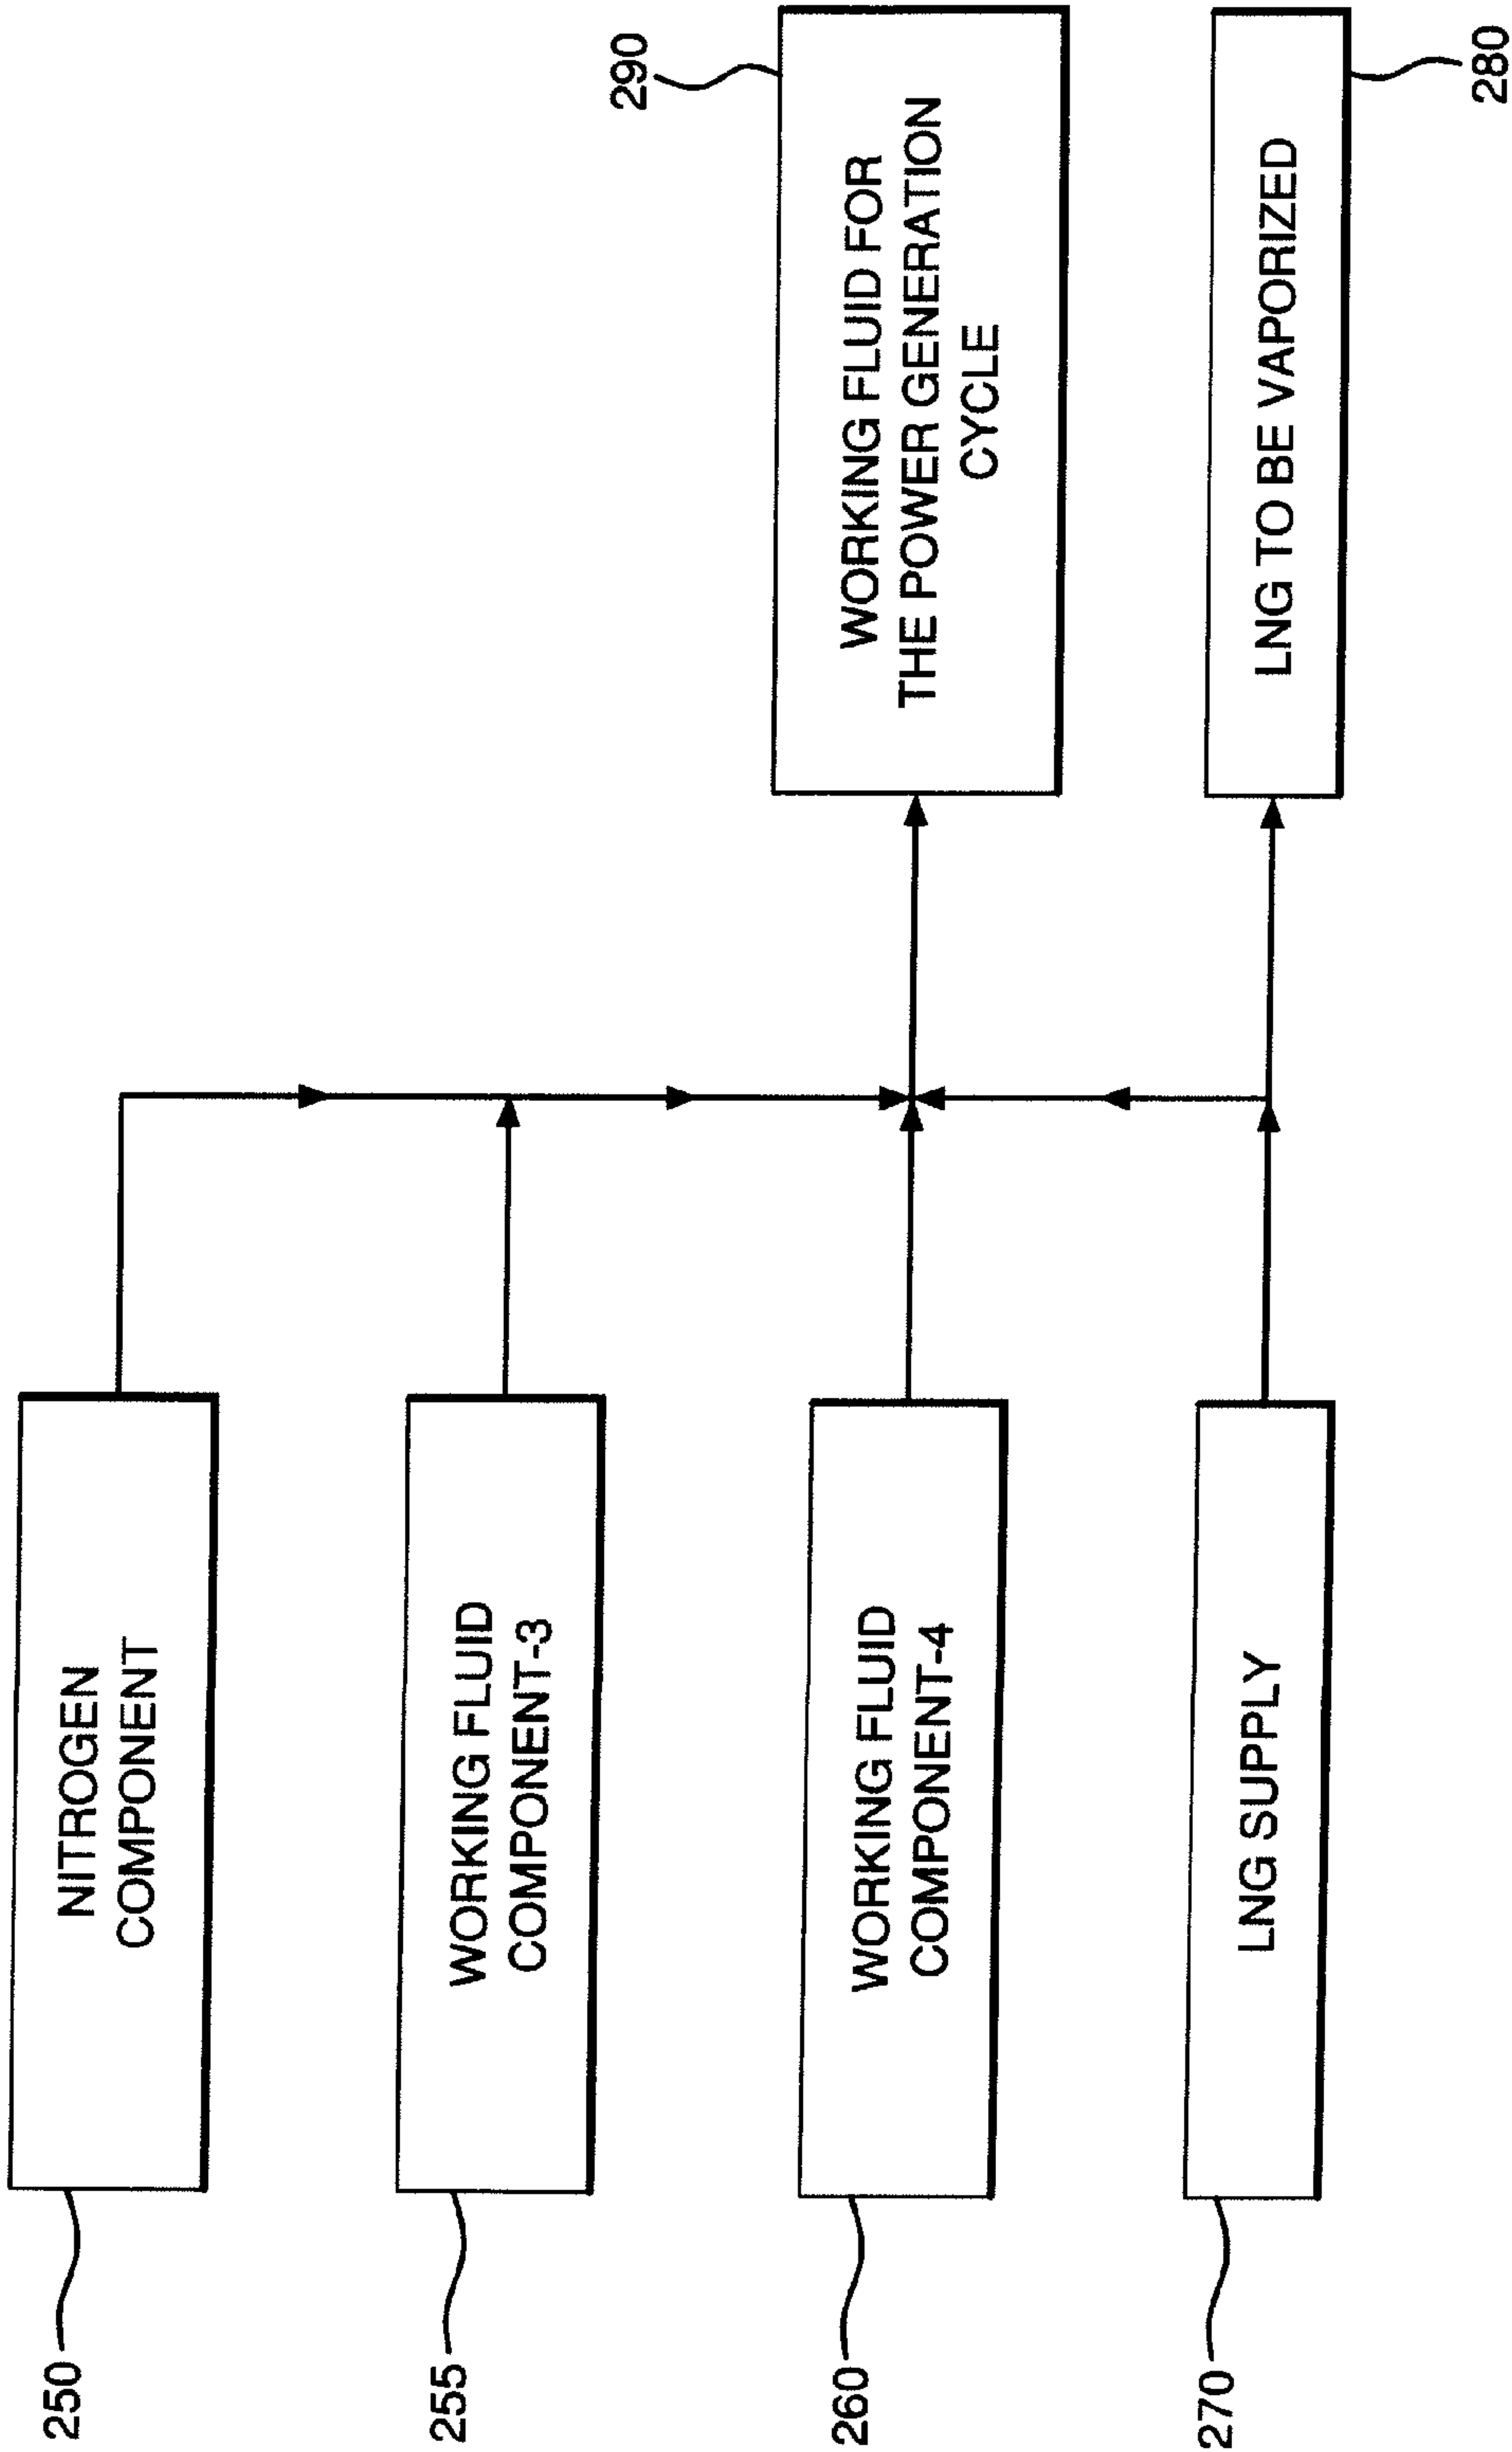 250
NITROGEN
COMPONENT
255
WORKING FLUID
COMPONENT-3
260
WORKING FLUID
COMPONENT-4
270
LNG SUPPLY
290
WORKING FLUID FOR
THE POWER GENERATION
CYCLE
LNG TO BE VAPORIZED
280